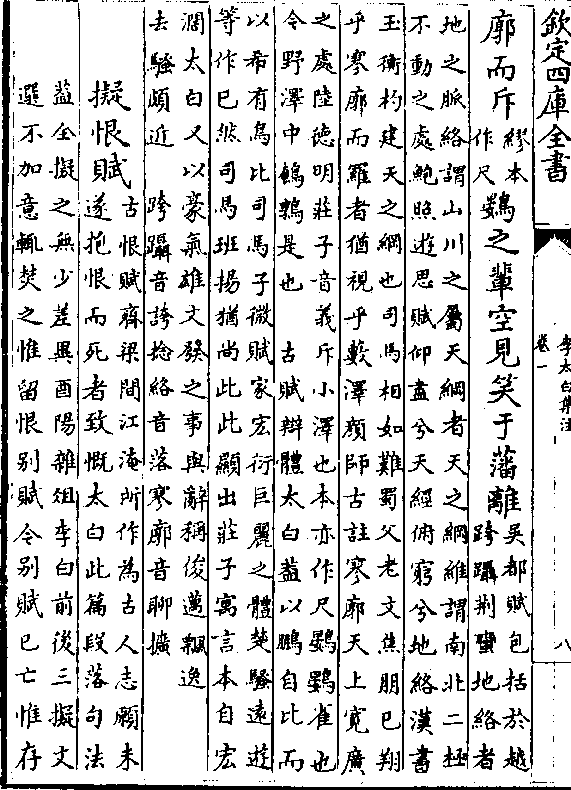 欽定四庫全書
李太白集注
卷一
八
廓而斥繆本作尺鷃之輩空見笑于藩離吳都賦包括於越跨躡荆蠻地絡者
地之脈絡謂山川之屬天綱者天之綱維謂南北二極
不動之處鮑照遊思賦仰盡兮天經俯窮兮地絡漢書
玉衡杓建天之綱也司馬相如難蜀父老文焦朋已翔
乎寥廓而羅者猶視乎藪澤顔師古註寥廓天上寛廣
之處陸德明莊子音義斥小澤也本亦作尺鷃鷃雀也
令野澤中鵪鶉是也　古賦辯體太白蓋以鵬自比而
以希有鳥比司馬子微賦家宏衍巨麗之體楚騷遠遊
等作已然司馬班揚猶尚此此顯出莊子寓言本自宏
濶太白又以豪氣雄文發之事與辭稱俊邁飄逸
去騷頗近　跨躡音誇捻絡音落寥廓音聊擴
擬恨賦古恨賦齊梁間江淹所作為古人志願未
遂抱恨而死者致慨太白此篇段落句法
蓋全擬之無少差異酉陽雜俎李白前後三擬文
選不加意輒焚之惟留恨别賦令别賦已亡惟存